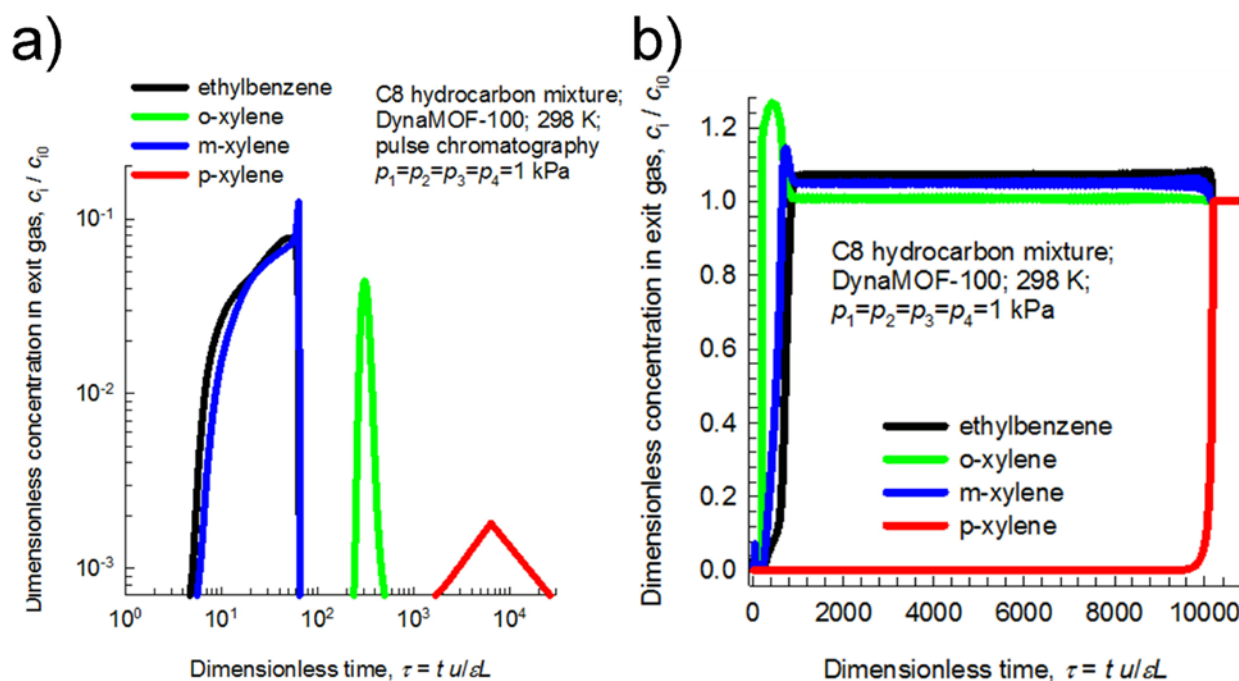 a)
ethylbenzene
o-xylene
m-xylene
p-xylene
C8 hydrocarbon mixture;
DynaMOF-100; 298 K;
pulse chromatography
p₁=p₂=p₃=p₄=1 kPa
Dimensionless concentration in exit gas, cᵢ / cᵢ₀
10⁻¹
10⁻²
10⁻³
10⁰ 10¹ 10² 10³ 10⁴
Dimensionless time, τ = t u/εL
b)
Dimensionless concentration in exit gas, cᵢ / cᵢ₀
1.2
1.0
0.8
0.6
0.4
0.2
0.0
C8 hydrocarbon mixture;
DynaMOF-100; 298 K;
p₁=p₂=p₃=p₄=1 kPa
ethylbenzene
o-xylene
m-xylene
p-xylene
0 2000 4000 6000 8000 10000
Dimensionless time, τ = t u/εL